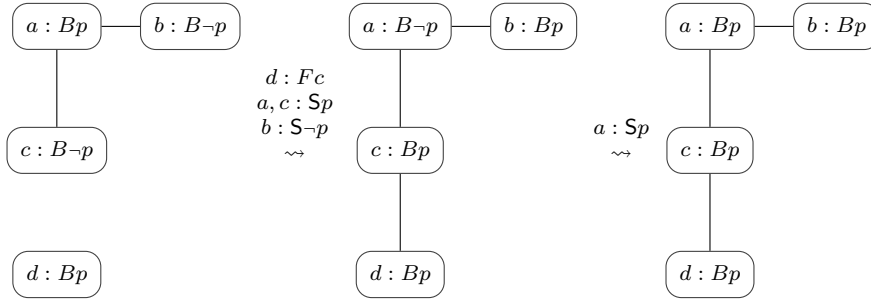 a : Bp
b : B¬p
a : B¬p
b : Bp
a : Bp
b : Bp
d : Fc
a, c : Sp
b : S¬p
⇝
a : Sp
⇝
c : B¬p
c : Bp
c : Bp
d : Bp
d : Bp
d : Bp